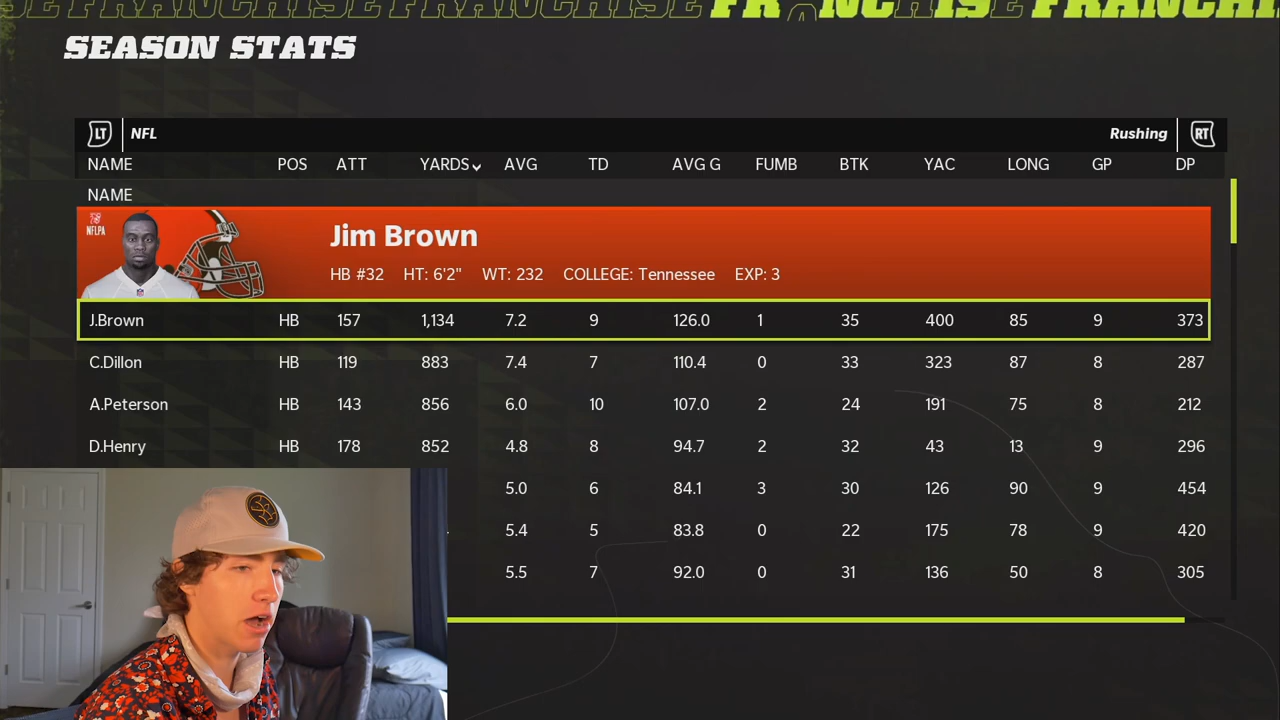 FRANCHISE FRANCHISE FRANCHISE FRANCHISE
SEASON STATS
LT NFL Rushing RT
NAME POS ATT YARDS AVG TD AVG G FUMB BTK YAC LONG GP DP
NAME
NFLPA
Jim Brown
HB #32 HT: 6'2" WT: 232 COLLEGE: Tennessee EXP: 3
J.Brown HB 157 1,134 7.2 9 126.0 1 35 400 85 9 373
C.Dillon HB 119 883 7.4 7 110.4 0 33 323 87 8 287
A.Peterson HB 143 856 6.0 10 107.0 2 24 191 75 8 212
D.Henry HB 178 852 4.8 8 94.7 2 32 43 13 9 296
5.0 6 84.1 3 30 126 90 9 454
5.4 5 83.8 0 22 175 78 9 420
5.5 7 92.0 0 31 136 50 8 305